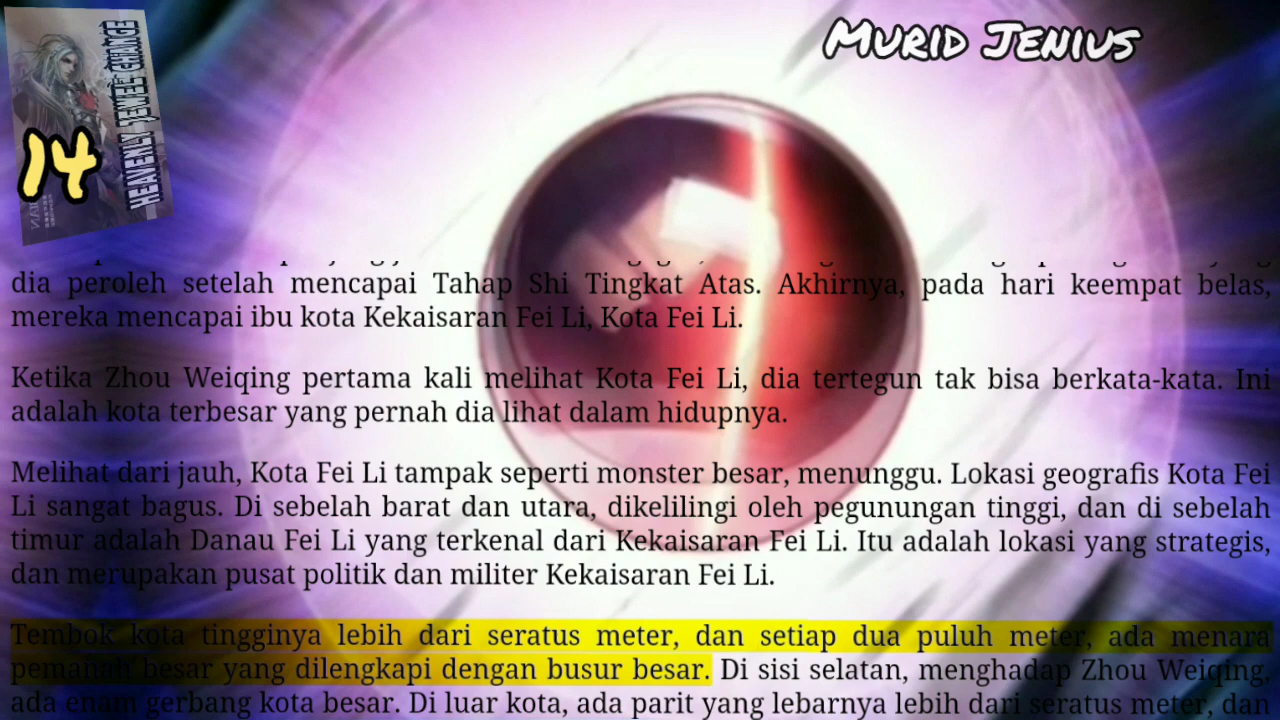 Murid Jenius
HEAVENLY JEWEL CHANGE
14
dia peroleh setelah mencapai Tahap Shi Tingkat Atas. Akhirnya, pada hari keempat belas,
mereka mencapai ibu kota Kekaisaran Fei Li, Kota Fei Li.
Ketika Zhou Weiqing pertama kali melihat Kota Fei Li, dia tertegun tak bisa berkata-kata. Ini
adalah kota terbesar yang pernah dia lihat dalam hidupnya.
Melihat dari jauh, Kota Fei Li tampak seperti monster besar, menunggu. Lokasi geografis Kota Fei
Li sangat bagus. Di sebelah barat dan utara, dikelilingi oleh pegunungan tinggi, dan di sebelah
timur adalah Danau Fei Li yang terkenal dari Kekaisaran Fei Li. Itu adalah lokasi yang strategis,
dan merupakan pusat politik dan militer Kekaisaran Fei Li.
Tembok kota tingginya lebih dari seratus meter, dan setiap dua puluh meter, ada menara
pemanah besar yang dilengkapi dengan busur besar. Di sisi selatan, menghadap Zhou Weiqing,
ada enam gerbang kota besar. Di luar kota, ada parit yang lebarnya lebih dari seratus meter, dan